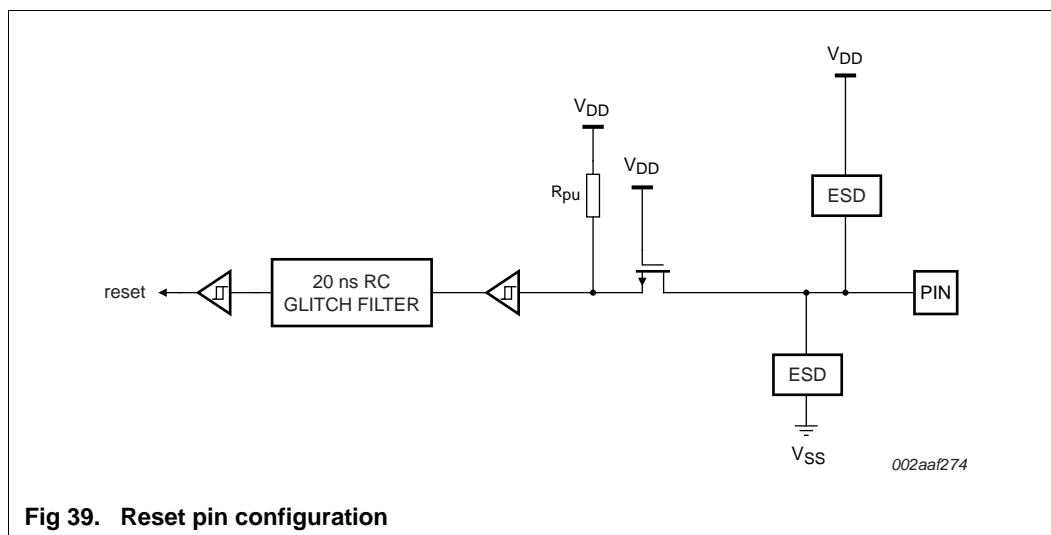 VDD
VDD
VDD
Rpu
ESD
reset
20 ns RC
GLITCH FILTER
PIN
ESD
VSS
002aaf274
Fig 39. Reset pin configuration